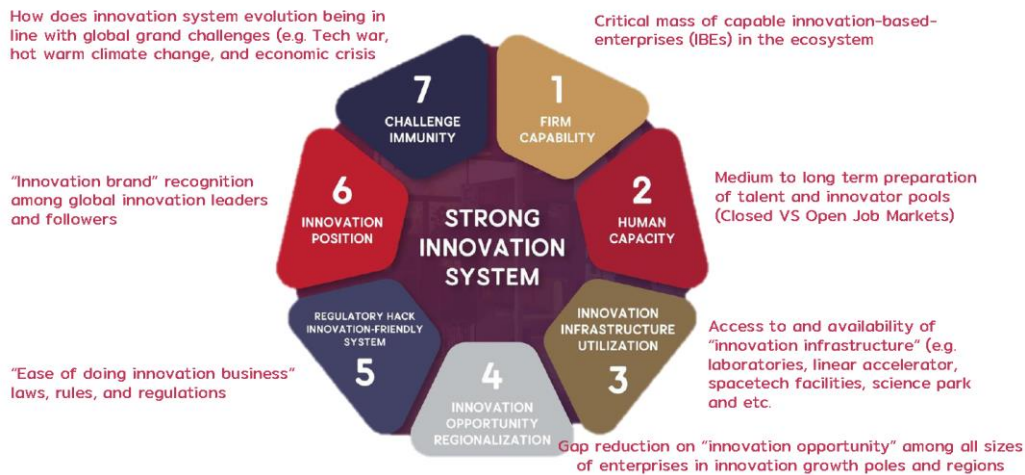 How does innovation system evolution being in
line with global grand challenges (e.g. Tech war,
hot warm climate change, and economic crisis
Critical mass of capable innovation-based-
enterprises (IBEs) in the ecosystem
7
CHALLENGE
IMMUNITY
1
FIRM
CAPABILITY
"Innovation brand" recognition
among global innovation leaders
and followers
6
INNOVATION
POSITION
STRONG
INNOVATION
SYSTEM
2
HUMAN
CAPACITY
Medium to long term preparation
of talent and innovator pools
(Closed VS Open Job Markets)
"Ease of doing innovation business"
laws, rules, and regulations
REGULATORY HACK
INNOVATION-FRIENDLY
SYSTEM
5
4
INNOVATION
OPPORTUNITY
REGIONALIZATION
INNOVATION
INFRASTRUCTURE
UTILIZATION
3
Access to and availability of
"innovation infrastructure" (e.g.
laboratories, linear accelerator,
spacetech facilities, science park
and etc.
Gap reduction on "innovation opportunity" among all sizes
of enterprises in innovation growth poles and regions